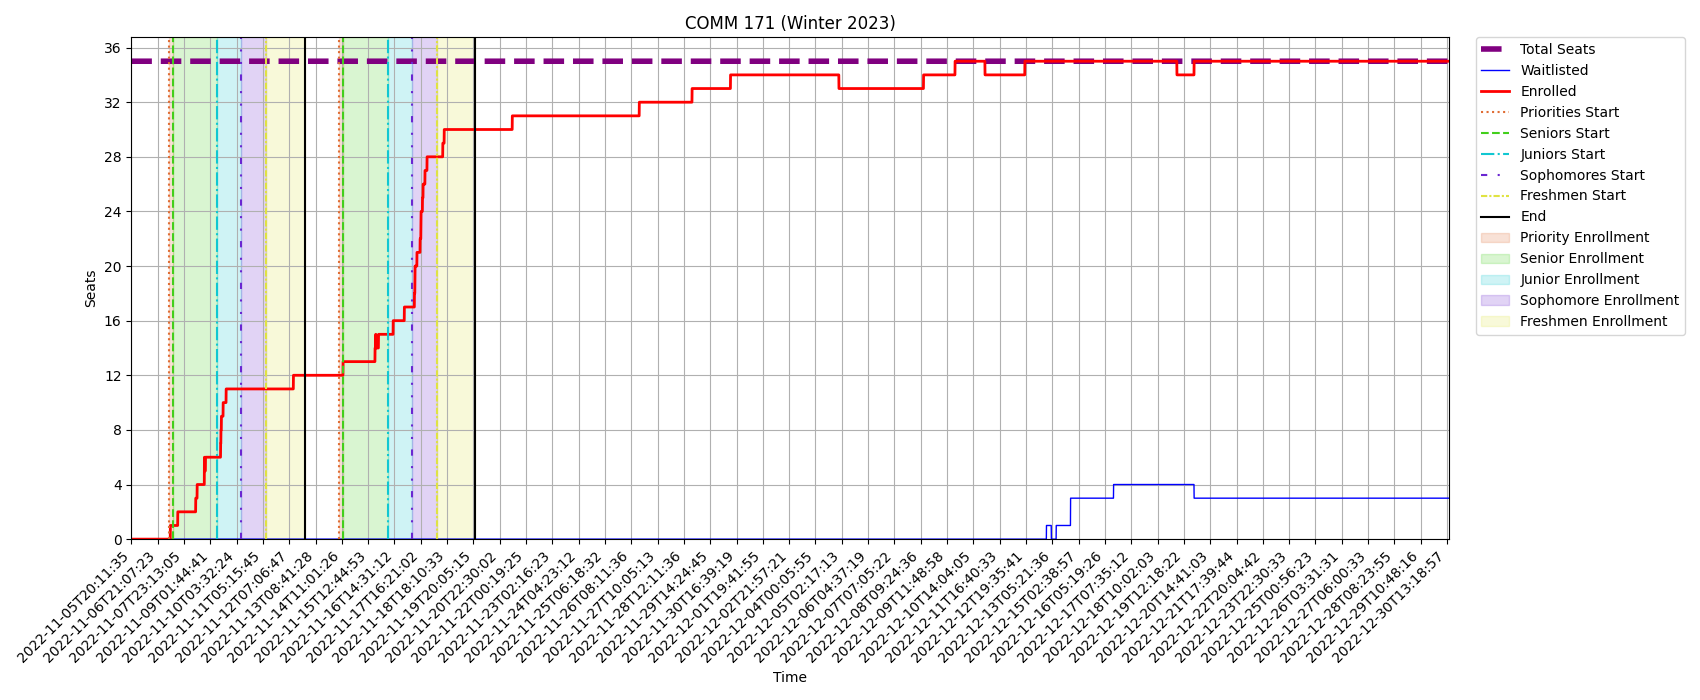 COMM 171 (Winter 2023)
Seats
36
32
28
24
20
16
12
8
4
0
2022-11-05T20:11:35
2022-11-06T21:07:23
2022-11-07T23:13:05
2022-11-09T01:44:41
2022-11-10T03:32:24
2022-11-11T05:15:45
2022-11-12T07:06:47
2022-11-13T08:41:28
2022-11-14T11:01:26
2022-11-15T12:44:53
2022-11-16T14:31:12
2022-11-17T16:21:02
2022-11-18T18:10:33
2022-11-19T20:05:15
2022-11-20T22:30:02
2022-11-22T00:19:25
2022-11-23T02:16:23
2022-11-24T04:23:12
2022-11-25T06:18:32
2022-11-26T08:11:36
2022-11-27T10:05:13
2022-11-28T12:11:36
2022-11-29T14:24:45
2022-11-30T16:39:19
2022-12-01T19:41:55
2022-12-02T21:57:21
2022-12-04T00:05:55
2022-12-05T02:17:13
2022-12-06T04:37:19
2022-12-07T07:05:22
2022-12-08T09:24:36
2022-12-09T11:48:58
2022-12-10T14:04:05
2022-12-11T16:40:33
2022-12-12T19:35:41
2022-12-13T05:21:36
2022-12-15T02:38:57
2022-12-16T05:19:26
2022-12-17T07:35:12
2022-12-18T10:02:03
2022-12-19T12:18:22
2022-12-20T14:41:03
2022-12-21T17:39:44
2022-12-22T20:04:42
2022-12-23T22:30:33
2022-12-25T00:56:23
2022-12-26T03:31:31
2022-12-27T06:00:33
2022-12-28T08:23:55
2022-12-29T10:48:16
2022-12-30T13:18:57
Time
Total Seats
Waitlisted
Enrolled
Priorities Start
Seniors Start
Juniors Start
Sophomores Start
Freshmen Start
End
Priority Enrollment
Senior Enrollment
Junior Enrollment
Sophomore Enrollment
Freshmen Enrollment